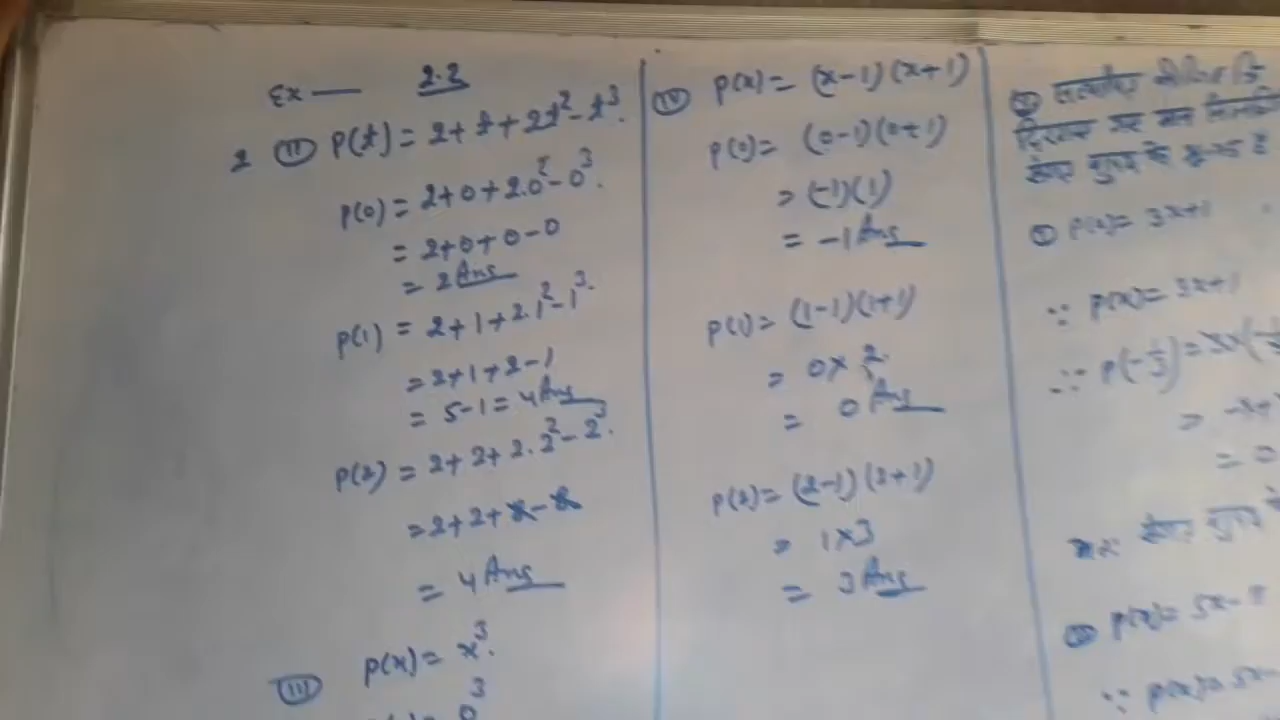 Ex — 2.2
2 (ii) p(t) = 2+t+2t²-t³.
p(0) = 2+0+2.0²-0³.
= 2+0+0-0
= 2 Ans
p(1) = 2+1+2.1²-1³.
= 2+1+2-1
= 5-1 = 4 Ans
p(2) = 2+2+2.2²-2³.
= 2+2+8-8
= 4 Ans
(iii) p(x) = x³.
0³
(iv) p(x) = (x-1)(x+1)
p(0) = (0-1)(0+1)
= (-1)(1)
= -1 Ans
p(1) = (1-1)(1+1)
= 0×2
= 0 Ans
p(2) = (2-1)(2+1)
= 1×3
= 3 Ans
p(x) = 3x+1
∵ p(x) = 3x+1
= 0
p(x) = 5x-
∵ p(x) = 5x-